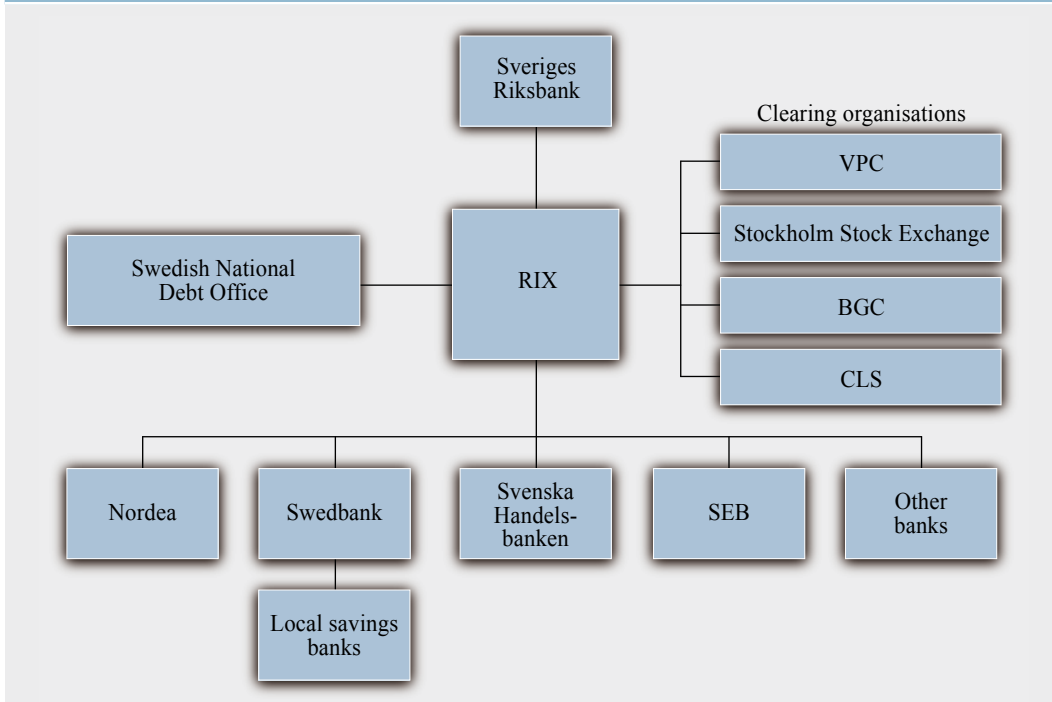 Sveriges
Riksbank
Clearing organisations
VPC
Stockholm Stock Exchange
Swedish National
Debt Office
RIX
BGC
CLS
Nordea
Swedbank
Svenska
Handels-
banken
SEB
Other
banks
Local savings
banks